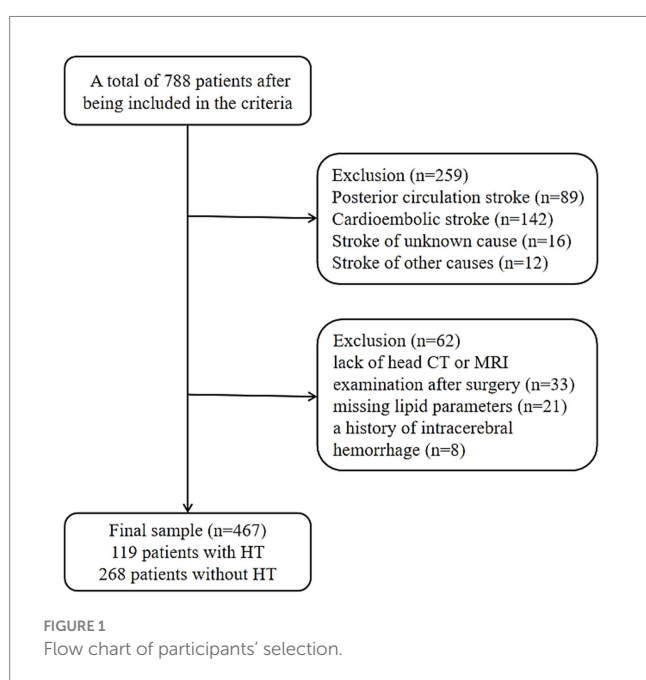 A total of 788 patients after
being included in the criteria
Exclusion (n=259)
Posterior circulation stroke (n=89)
Cardioembolic stroke (n=142)
Stroke of unknown cause (n=16)
Stroke of other causes (n=12)
Exclusion (n=62)
lack of head CT or MRI
examination after surgery (n=33)
missing lipid parameters (n=21)
a history of intracerebral
hemorrhage (n=8)
Final sample (n=467)
119 patients with HT
268 patients without HT
FIGURE 1
Flow chart of participants’ selection.